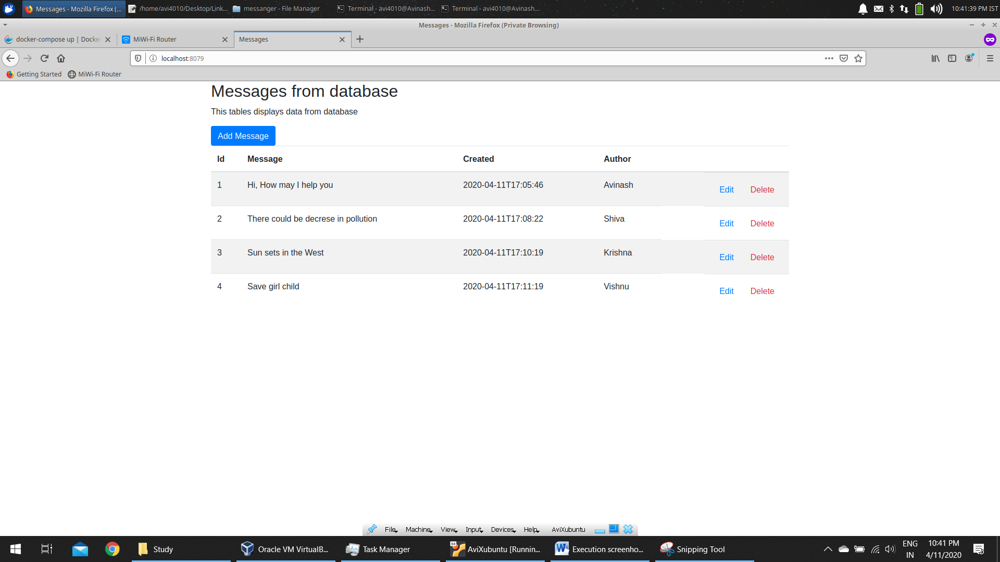 Messages - Mozilla Firefox (... /home/avi4010/Desktop/Link... messanger - File Manager Terminal - avi4010@Avinash... Terminal - avi4010@Avinash... 10:41:39 PM IST
Messages - Mozilla Firefox (Private Browsing)
docker-compose up | Docker MiWi-Fi Router Messages
localhost:8079
Getting Started MiWi-Fi Router
Messages from database
This tables displays data from database
Add Message
Id Message Created Author
1 Hi, How may I help you 2020-04-11T17:05:46 Avinash Edit Delete
2 There could be decrese in pollution 2020-04-11T17:08:22 Shiva Edit Delete
3 Sun sets in the West 2020-04-11T17:10:19 Krishna Edit Delete
4 Save girl child 2020-04-11T17:11:19 Vishnu Edit Delete
File Machine View Input Devices Help AviXubuntu
Study Oracle VM VirtualB... Task Manager 64 AviXubuntu [Runnin... Execution screenho... Snipping Tool ENG 10:41 PM
IN 4/11/2020